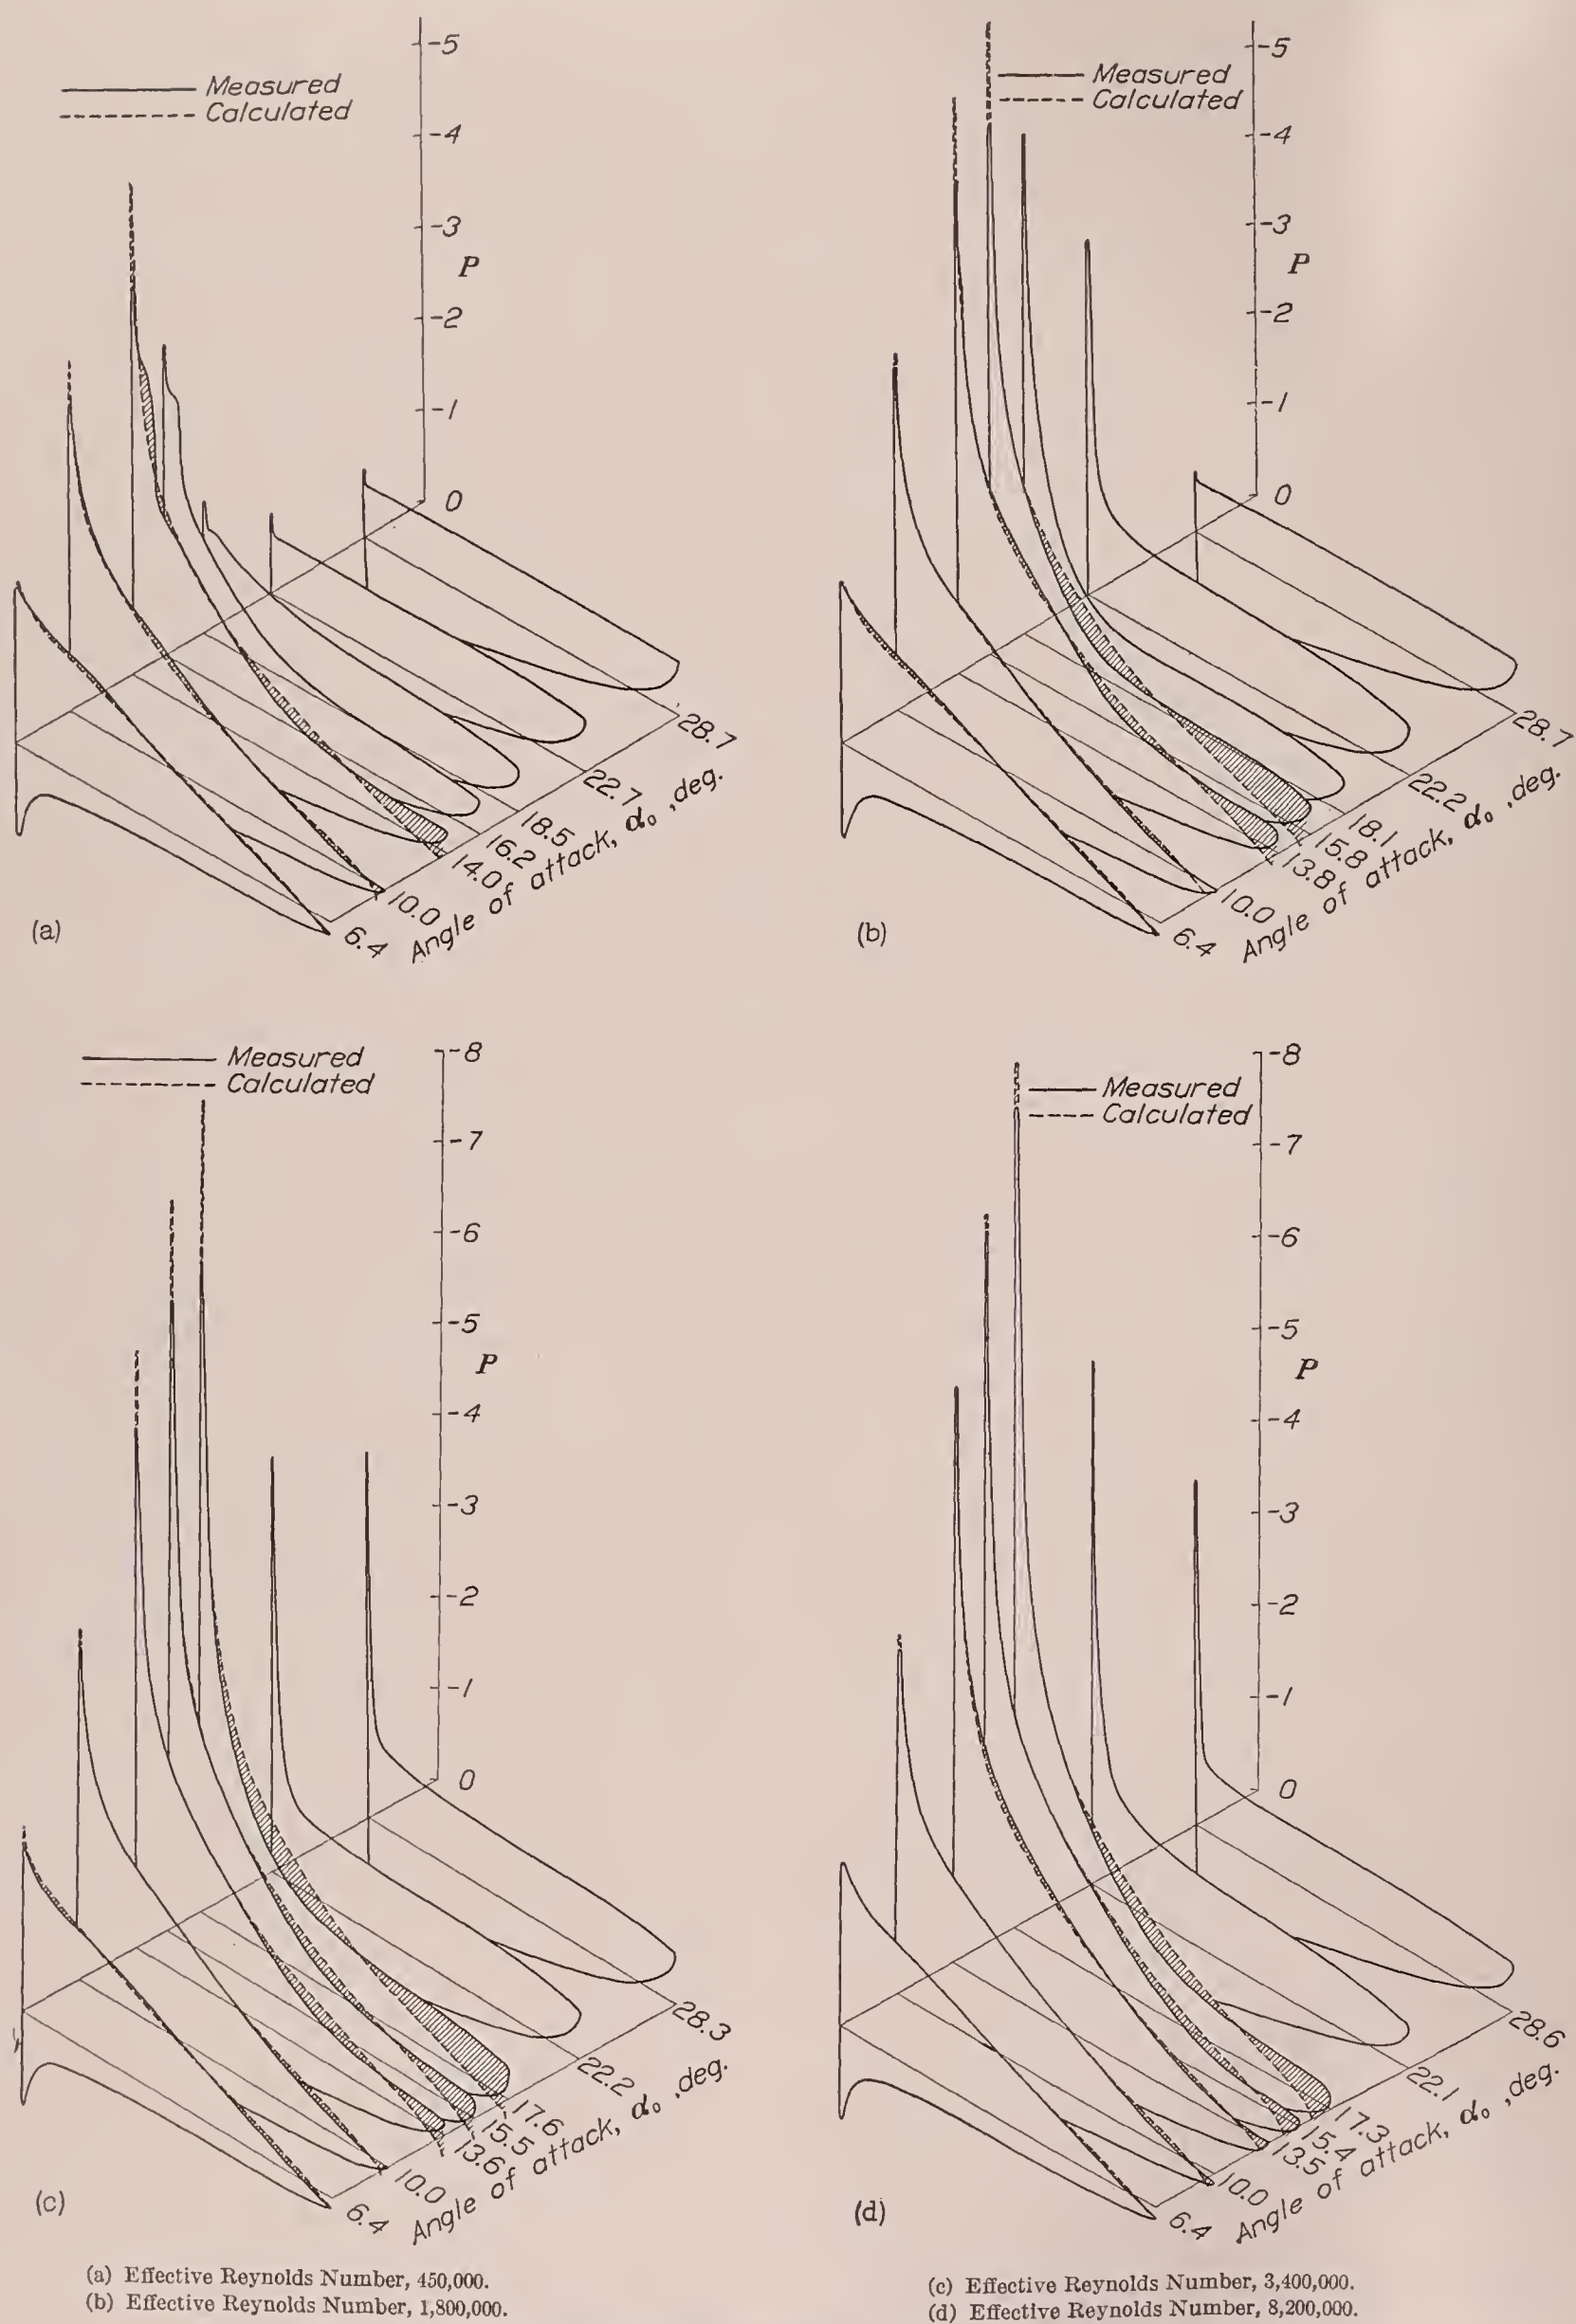 Measured
Calculated
-5
-4
-3
P
-2
-1
0
28.7
22.7
18.5
16.2
14.0
10.0
6.4
Angle of attack, α₀, deg.
(a)
Measured
Calculated
-5
-4
-3
P
-2
-1
0
28.7
22.2
18.1
15.8
13.8
10.0
6.4
Angle of attack, α₀, deg.
(b)
Measured
Calculated
-8
-7
-6
-5
P
-4
-3
-2
-1
0
28.3
22.2
17.6
15.5
13.6
10.0
6.4
Angle of attack, α₀, deg.
(c)
Measured
Calculated
-8
-7
-6
-5
P
-4
-3
-2
-1
0
28.6
22.1
17.3
15.4
13.5
10.0
6.4
Angle of attack, α₀, deg.
(d)
(a) Effective Reynolds Number, 450,000.
(b) Effective Reynolds Number, 1,800,000.
(c) Effective Reynolds Number, 3,400,000.
(d) Effective Reynolds Number, 8,200,000.